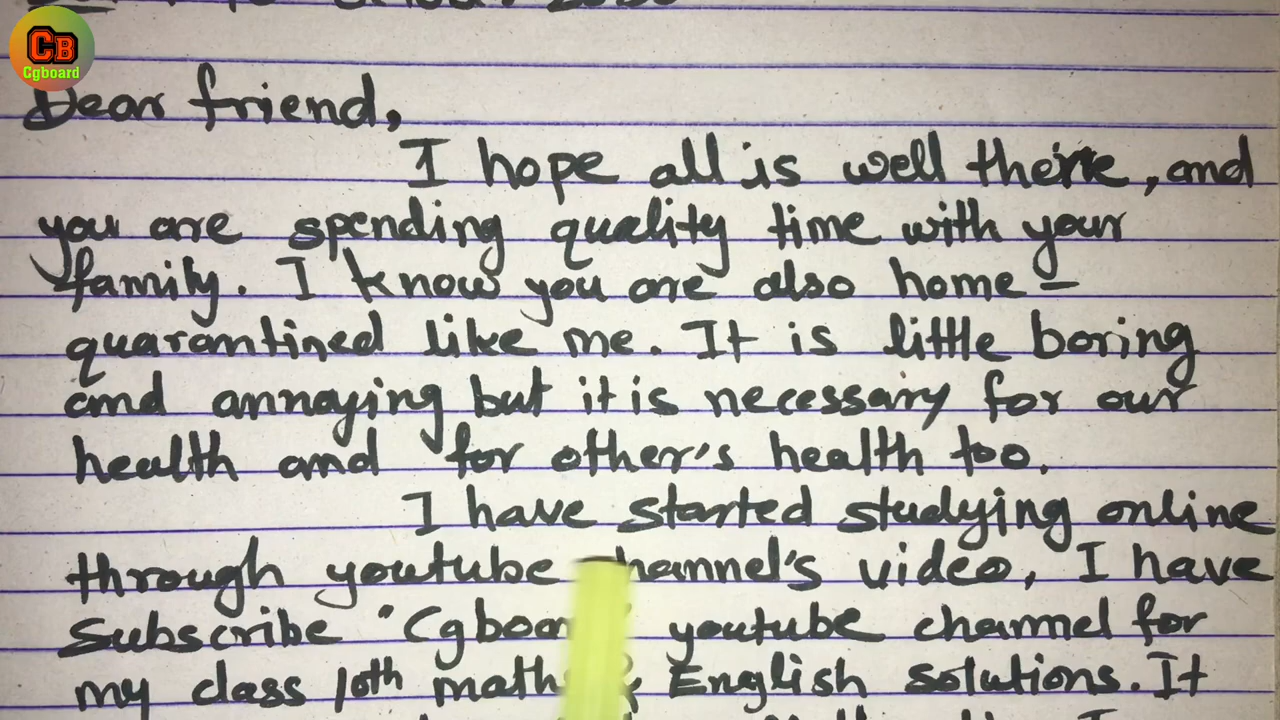 CB
Cgboard
Dear friend,
I hope all is well there, and
you are spending quality time with your
family. I know you are also home-
quarantined like me. It is little boring
and annaying but it is necessary for our
health and for other's health too.
I have started studying online
through youtube channel's video, I have
Subscribe "Cgboard youtube channel for
my class 10th maths & English solutions. It